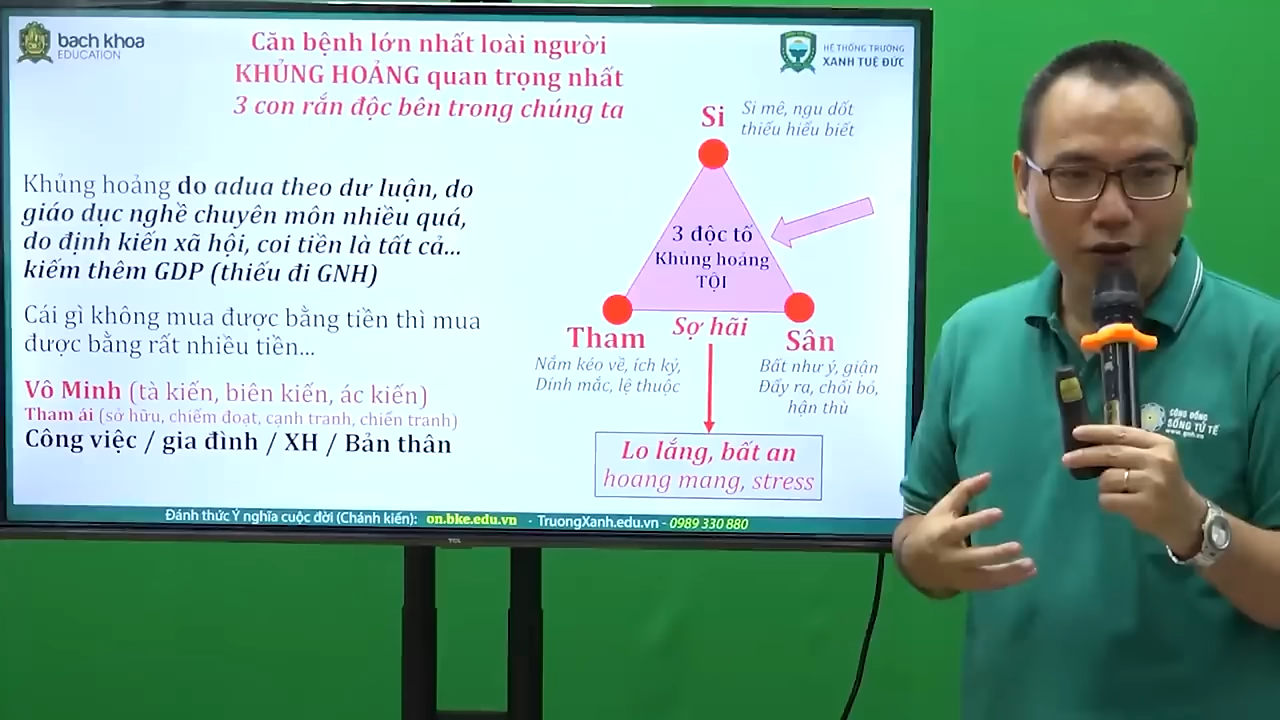 bach khoa
EDUCATION
Căn bệnh lớn nhất loài người
KHỦNG HOẢNG quan trọng nhất
3 con rắn độc bên trong chúng ta
HỆ THỐNG TRƯỜNG
XANH TUỆ ĐỨC
Si
Si mê, ngu dốt
thiếu hiểu biết
Khủng hoảng do adua theo dư luận, do
giáo dục nghề chuyên môn nhiều quá,
do định kiến xã hội, coi tiền là tất cả...
kiếm thêm GDP (thiếu đi GNH)
Cái gì không mua được bằng tiền thì mua
được bằng rất nhiều tiền...
Vô Minh (tà kiến, biên kiến, ác kiến)
Tham ái (sở hữu, chiếm đoạt, cạnh tranh, chiến tranh)
Công việc / gia đình / XH / Bản thân
3 độc tố
Khủng hoảng
TỘI
Tham
Nắm kéo về, ích kỷ,
Dính mắc, lệ thuộc
Sợ hãi
Sân
Bất như ý, giận
Đẩy ra, chối bỏ,
hận thù
Lo lắng, bất an
hoang mang, stress
Đánh thức Ý nghĩa cuộc đời (Chánh kiến): on.bke.edu.vn - TruongXanh.edu.vn - 0989 330 880
TCL
CỘNG ĐỒNG
SỐNG TỬ TẾ
www.gnh.vn